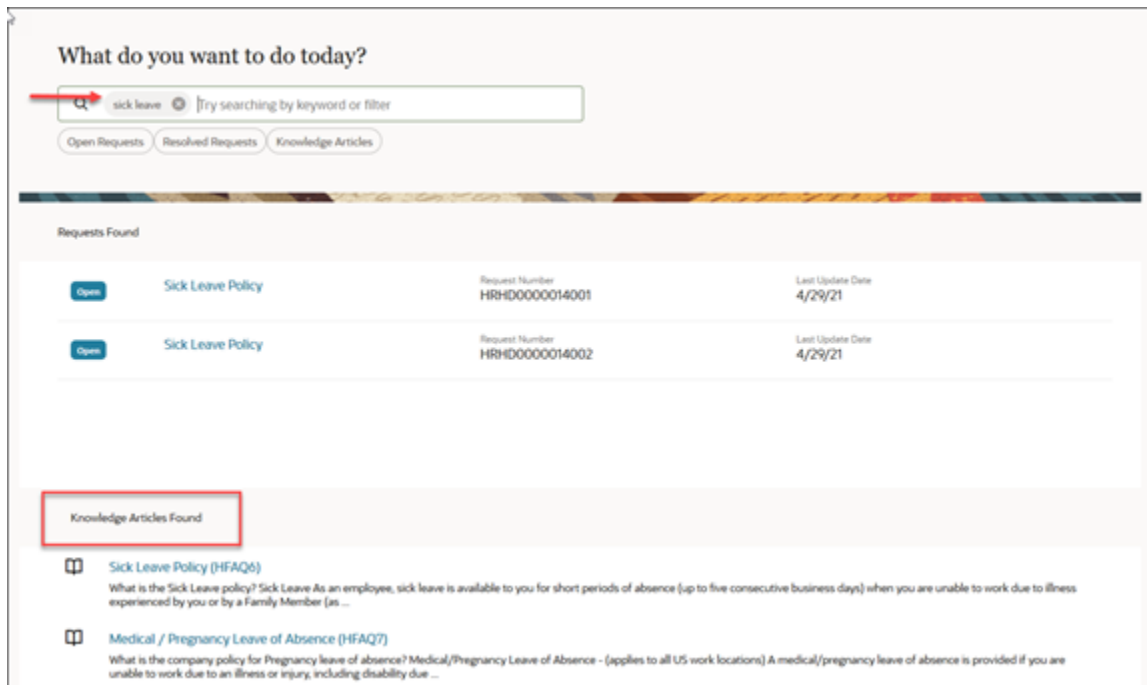 What do you want to do today?
sick leave Try searching by keyword or filter
Open Requests Resolved Requests Knowledge Articles
Requests Found
Open Sick Leave Policy Request Number Last Update Date
HRHD0000014001 4/29/21
Open Sick Leave Policy Request Number Last Update Date
HRHD0000014002 4/29/21
Knowledge Articles Found
Sick Leave Policy (HFAQ6)
What is the Sick Leave policy? Sick Leave As an employee, sick leave is available to you for short periods of absence (up to five consecutive business days) when you are unable to work due to illness
experienced by you or by a Family Member (as ...
Medical / Pregnancy Leave of Absence (HFAQ7)
What is the company policy for Pregnancy leave of absence? Medical/Pregnancy Leave of Absence - (applies to all US work locations) A medical/pregnancy leave of absence is provided if you are
unable to work due to an illness or injury, including disability due ...